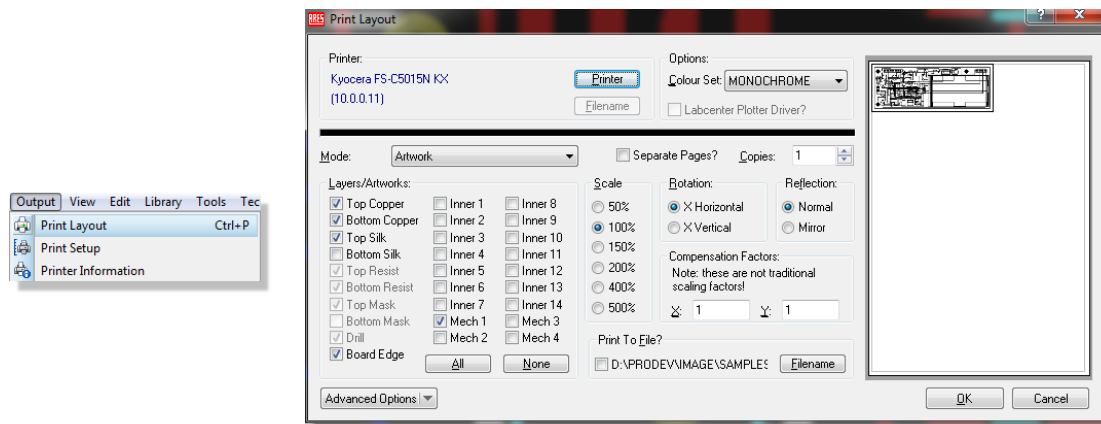 Output View Edit Library Tools Tec
Print Layout Ctrl+P
Print Setup
Printer Information
ARES Print Layout
? X
Printer:
Kyocera FS-C5015N KX
(10.0.0.11)
Printer
Filename
Options:
Colour Set: MONOCHROME
Labcenter Plotter Driver?
Mode: Artwork
Separate Pages? Copies: 1
Layers/Artworks:
Top Copper Inner 1 Inner 8
Bottom Copper Inner 2 Inner 9
Top Silk Inner 3 Inner 10
Bottom Silk Inner 4 Inner 11
Top Resist Inner 5 Inner 12
Bottom Resist Inner 6 Inner 13
Top Mask Inner 7 Inner 14
Bottom Mask Mech 1 Mech 3
Drill Mech 2 Mech 4
Board Edge All None
Scale
50%
100%
150%
200%
400%
500%
Rotation:
X Horizontal
X Vertical
Reflection:
Normal
Mirror
Compensation Factors:
Note: these are not traditional
scaling factors!
X: 1 Y: 1
Print To File?
D:\PRODEV\IMAGE\SAMPLES Filename
Advanced Options
OK Cancel